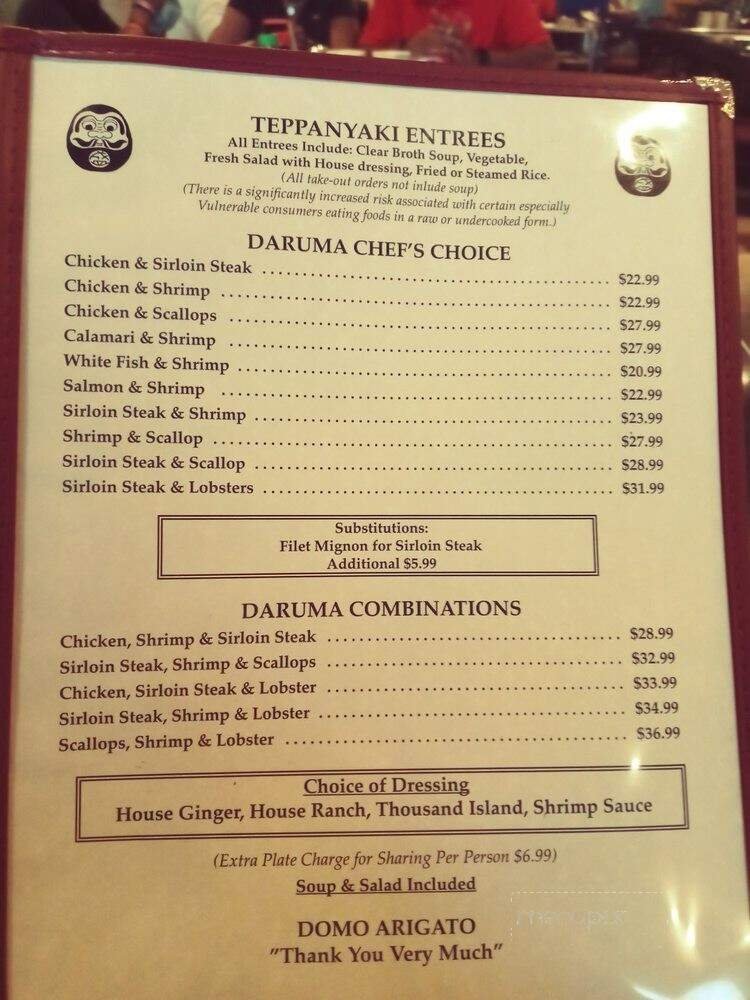 TEPPANYAKI ENTREES
All Entrees Include: Clear Broth Soup, Vegetable,
Fresh Salad with House dressing, Fried or Steamed Rice.
(All take-out orders not inlude soup)
(There is a significantly increased risk associated with certain especially
Vulnerable consumers eating foods in a raw or undercooked form.)
DARUMA CHEF'S CHOICE
Chicken & Sirloin Steak ........................................ $22.99
Chicken & Shrimp ........................................ $22.99
Chicken & Scallops ........................................ $27.99
Calamari & Shrimp ........................................ $27.99
White Fish & Shrimp ........................................ $20.99
Salmon & Shrimp ........................................ $22.99
Sirloin Steak & Shrimp ........................................ $23.99
Shrimp & Scallop ........................................ $27.99
Sirloin Steak & Scallop ........................................ $28.99
Sirloin Steak & Lobsters ........................................ $31.99
Substitutions:
Filet Mignon for Sirloin Steak
Additional $5.99
DARUMA COMBINATIONS
Chicken, Shrimp & Sirloin Steak ................................. $28.99
Sirloin Steak, Shrimp & Scallops ................................. $32.99
Chicken, Sirloin Steak & Lobster ................................. $33.99
Sirloin Steak, Shrimp & Lobster ................................. $34.99
Scallops, Shrimp & Lobster ...................................... $36.99
Choice of Dressing
House Ginger, House Ranch, Thousand Island, Shrimp Sauce
(Extra Plate Charge for Sharing Per Person $6.99)
Soup & Salad Included
DOMO ARIGATO
"Thank You Very Much"